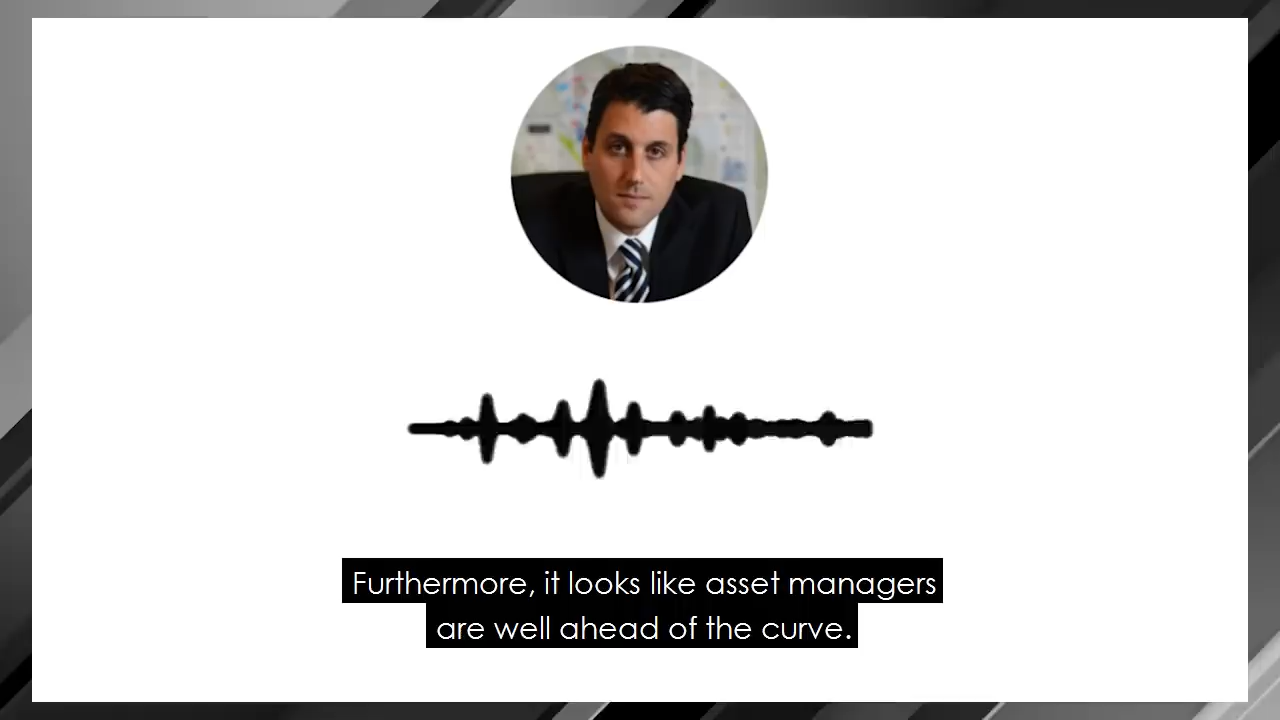 Furthermore, it looks like asset managers
are well ahead of the curve.